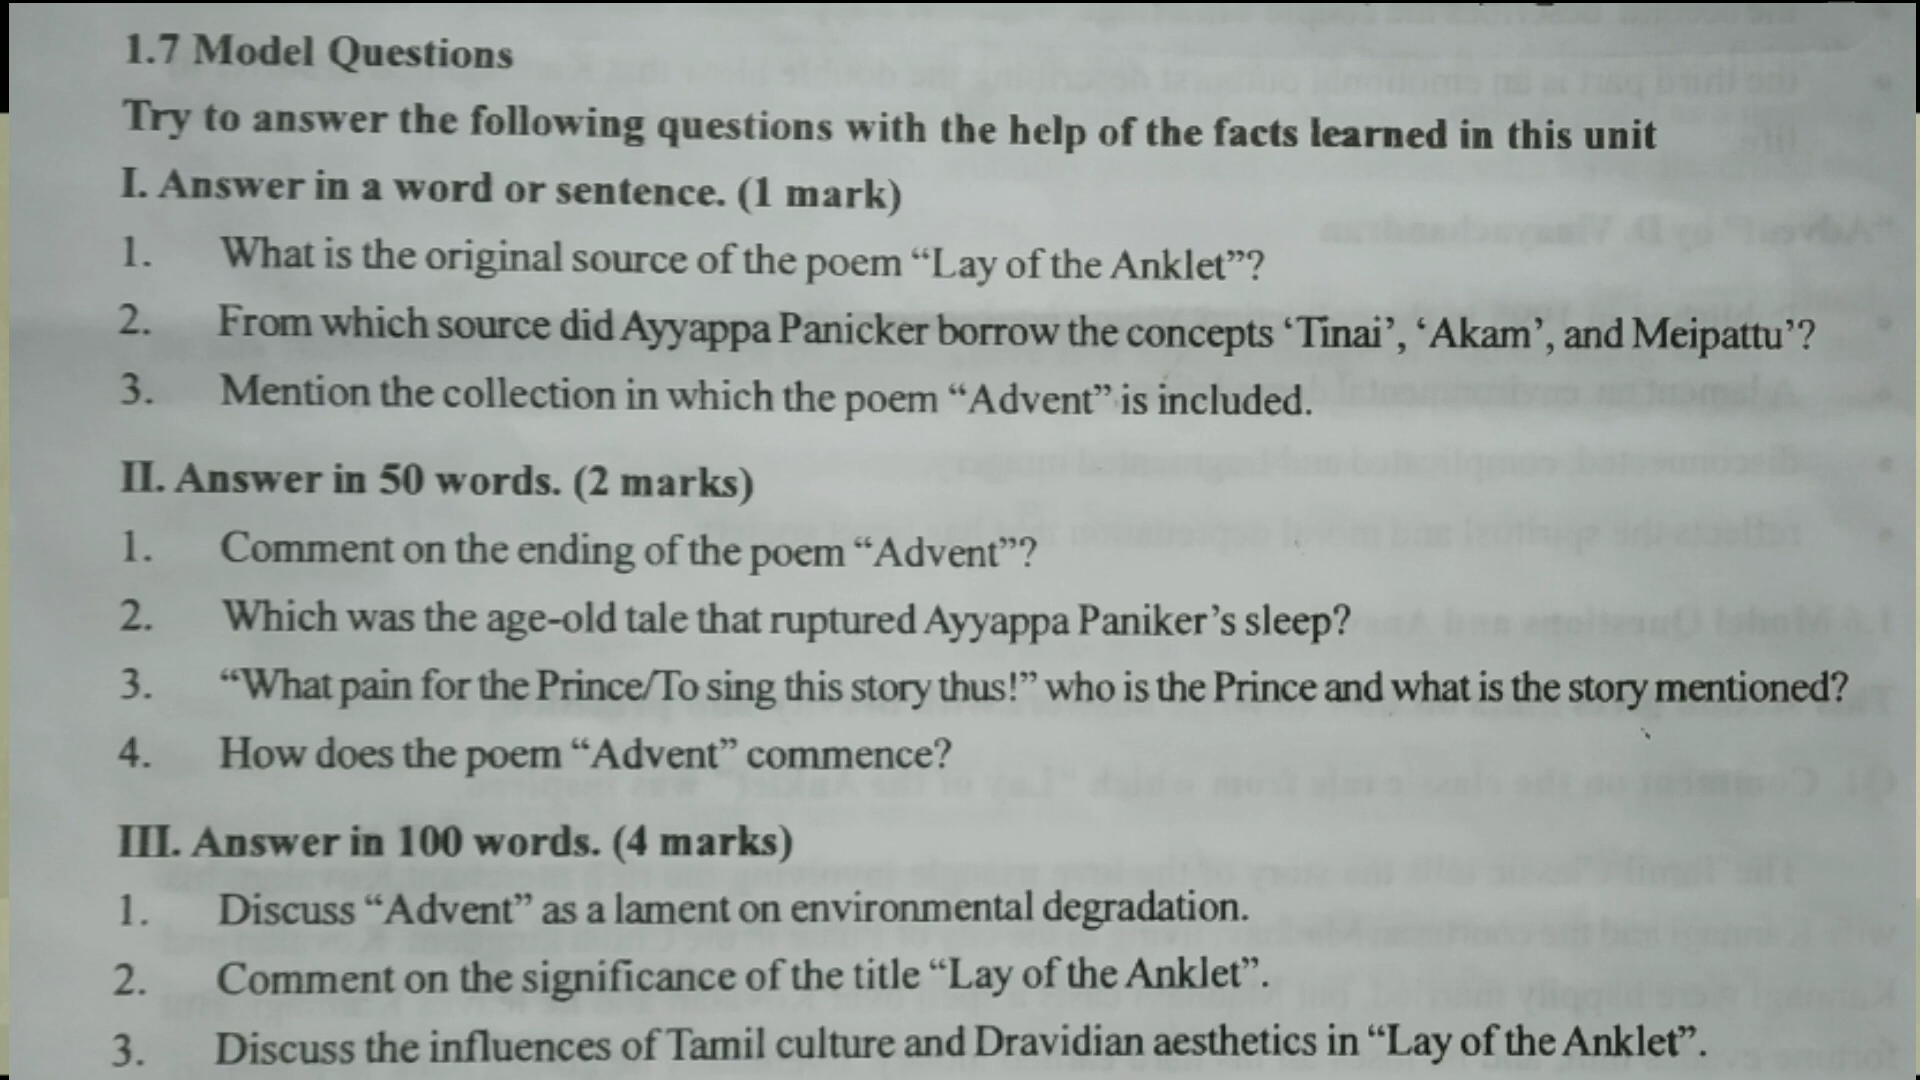 1.7 Model Questions
Try to answer the following questions with the help of the facts learned in this unit
I. Answer in a word or sentence. (1 mark)
1. What is the original source of the poem “Lay of the Anklet”?
2. From which source did Ayyappa Panicker borrow the concepts ‘Tinai’, ‘Akam’, and Meipattu’?
3. Mention the collection in which the poem “Advent” is included.
II. Answer in 50 words. (2 marks)
1. Comment on the ending of the poem “Advent”?
2. Which was the age-old tale that ruptured Ayyappa Paniker’s sleep?
3. “What pain for the Prince/To sing this story thus!” who is the Prince and what is the story mentioned?
4. How does the poem “Advent” commence?
III. Answer in 100 words. (4 marks)
1. Discuss “Advent” as a lament on environmental degradation.
2. Comment on the significance of the title “Lay of the Anklet”.
3. Discuss the influences of Tamil culture and Dravidian aesthetics in “Lay of the Anklet”.